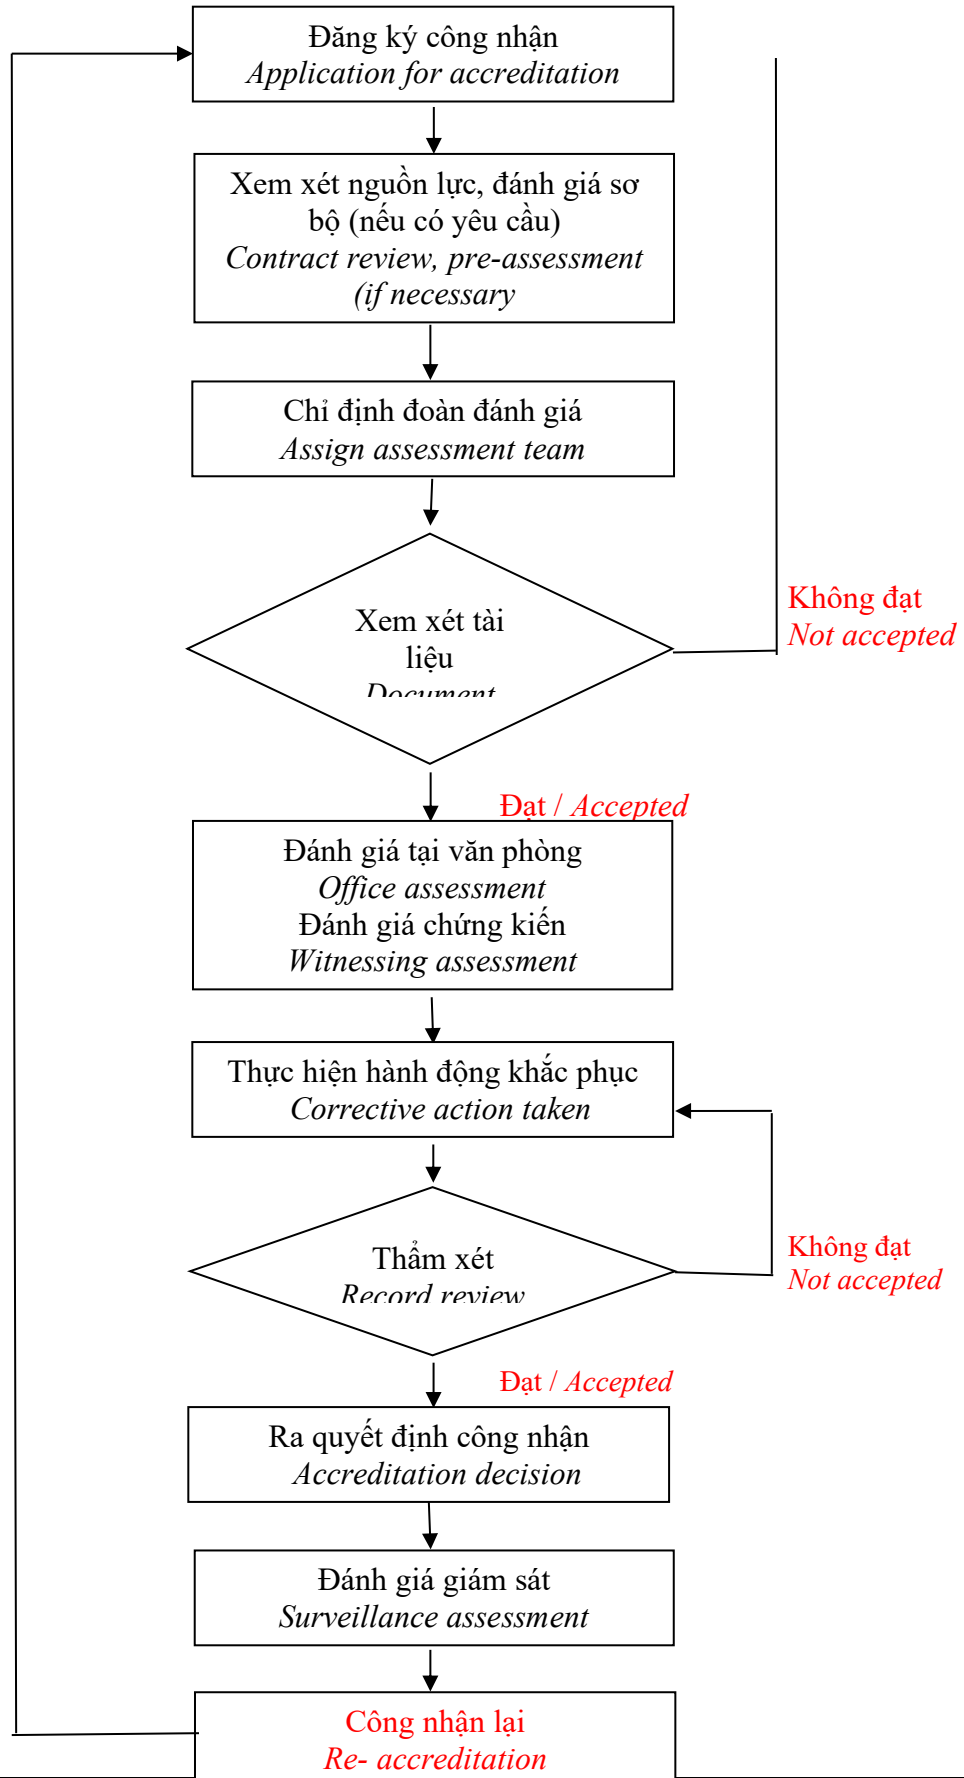 Đăng ký công nhận
Application for accreditation
Xem xét nguồn lực, đánh giá sơ
bộ (nếu có yêu cầu)
Contract review, pre-assessment
(if necessary
Chỉ định đoàn đánh giá
Assign assessment team
Không đạt
Not accepted
Xem xét tài
liệu
Document
Đạt / Accepted
Đánh giá tại văn phòng
Office assessment
Đánh giá chứng kiến
Witnessing assessment
Thực hiện hành động khắc phục
Corrective action taken
Không đạt
Not accepted
Thẩm xét
Record review
Đạt / Accepted
Ra quyết định công nhận
Accreditation decision
Đánh giá giám sát
Surveillance assessment
Công nhận lại
Re- accreditation